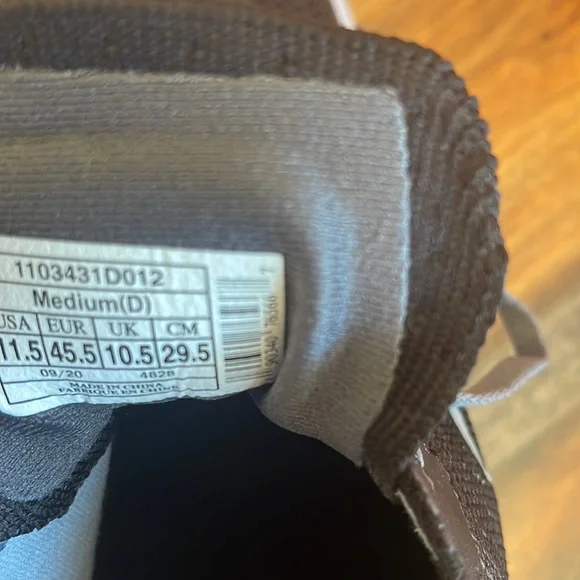 1103431D012
Medium(D)
USA EUR UK CM
11.5 45.5 10.5 29.5
09/20 4828
MADE IN CHINA
FABRIQUE EN CHINE